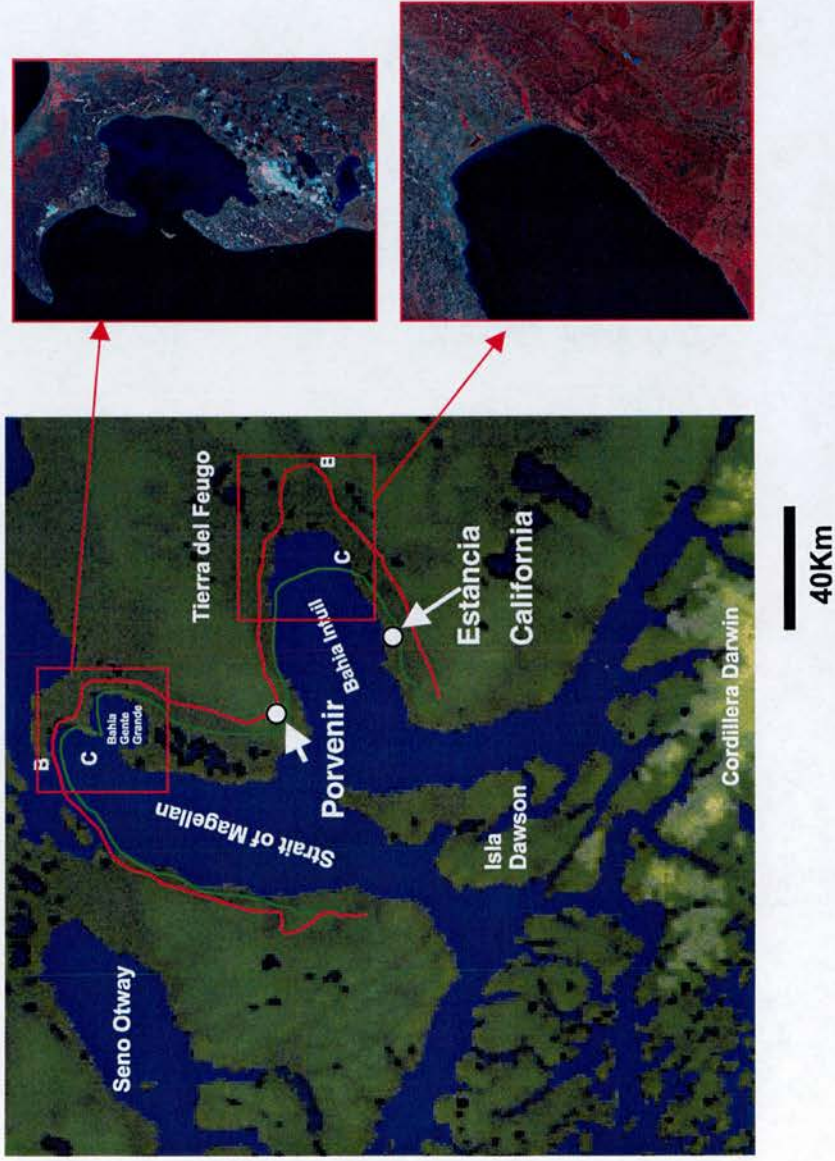 Seno Otway
Strait of Magellan
B
C
Bahia
Gente
Grande
Tierra del Feugo
Porvenir
Bahia Intuil
B
C
Estancia
California
Isla
Dawson
Cordillera Darwin
40Km